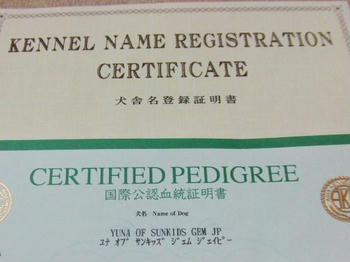 KENNEL NAME REGISTRATION
CERTIFICATE
犬舎名登録証明書
CERTIFIED PEDIGREE
国際公認血統証明書
犬名 Name of Dog
YUNA OF SUNKIDS GEM JP
ユナ オブ サンキッズ ジェム ジェイピー